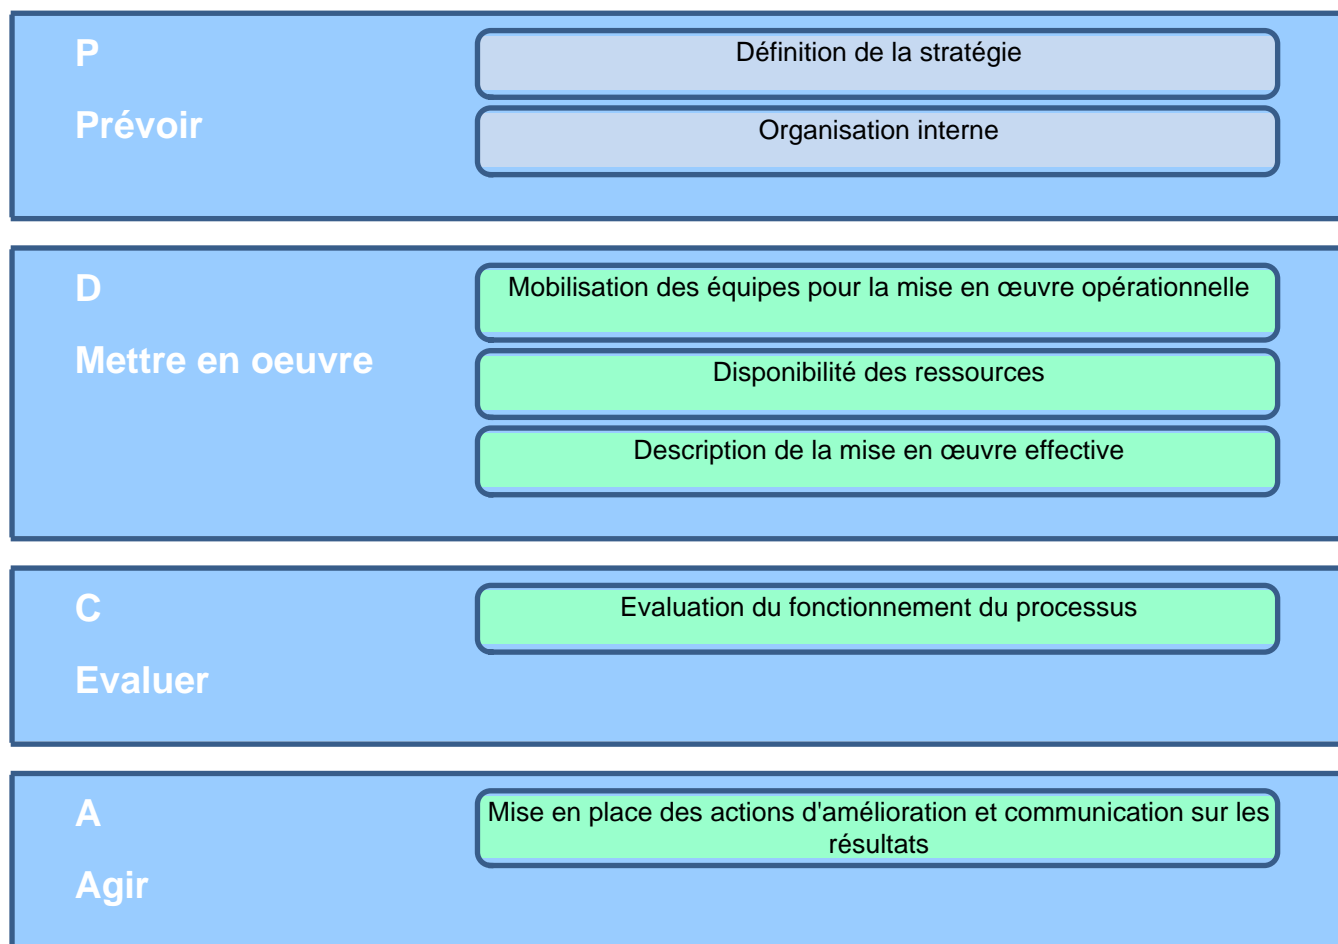 P
Prévoir
Définition de la stratégie
Organisation interne
D
Mettre en oeuvre
Mobilisation des équipes pour la mise en œuvre opérationnelle
Disponibilité des ressources
Description de la mise en œuvre effective
C
Evaluer
Evaluation du fonctionnement du processus
A
Agir
Mise en place des actions d'amélioration et communication sur les
résultats